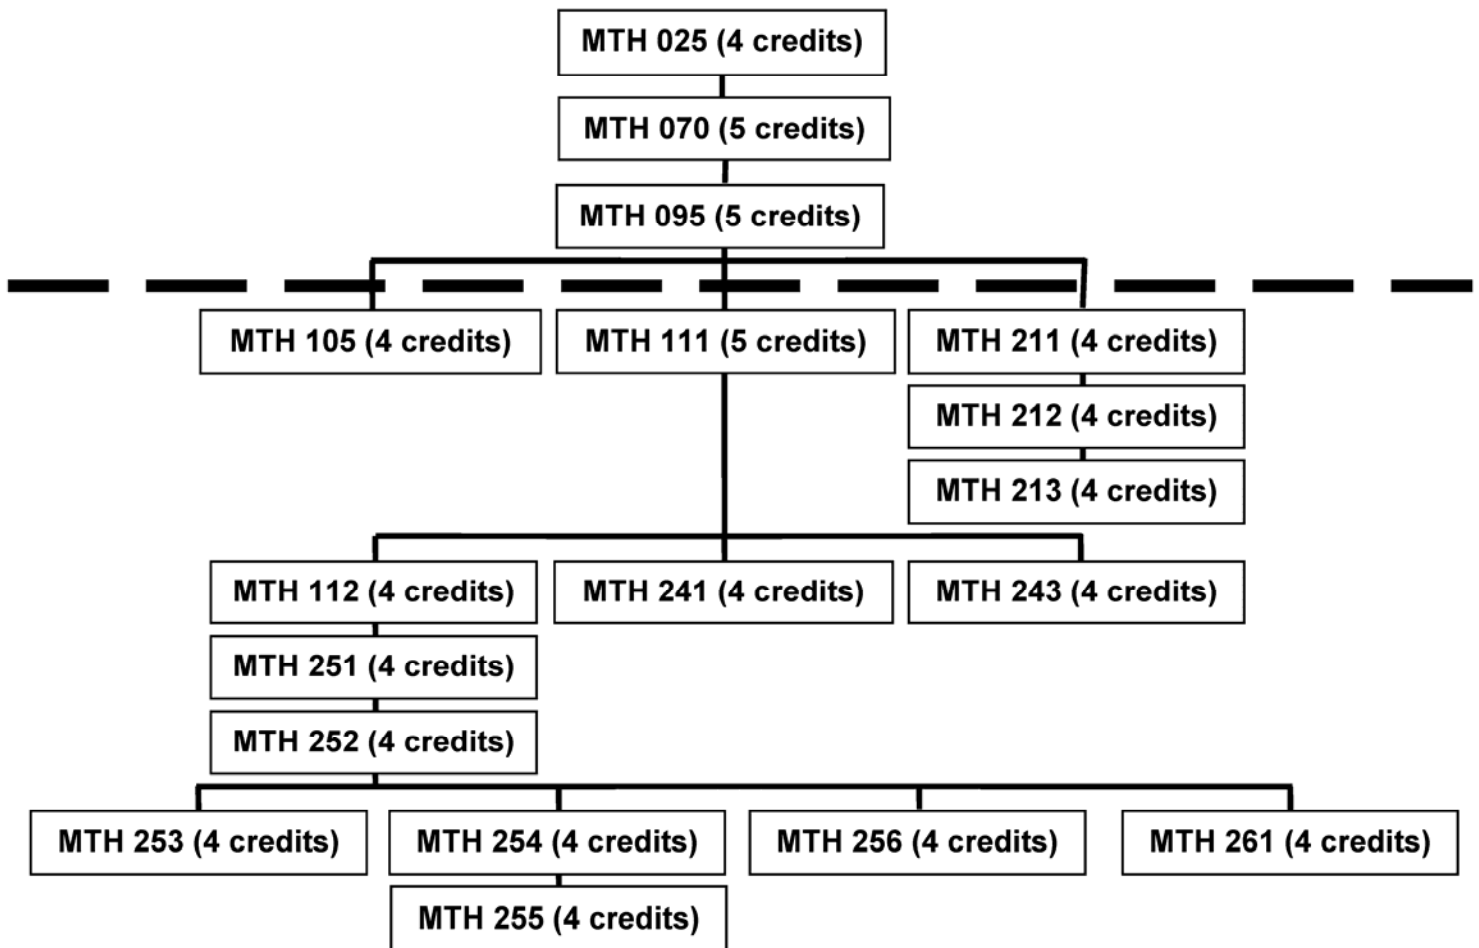 MTH 025 (4 credits)
MTH 070 (5 credits)
MTH 095 (5 credits)
MTH 105 (4 credits)
MTH 111 (5 credits)
MTH 211 (4 credits)
MTH 212 (4 credits)
MTH 213 (4 credits)
MTH 112 (4 credits)
MTH 241 (4 credits)
MTH 243 (4 credits)
MTH 251 (4 credits)
MTH 252 (4 credits)
MTH 253 (4 credits)
MTH 254 (4 credits)
MTH 256 (4 credits)
MTH 261 (4 credits)
MTH 255 (4 credits)